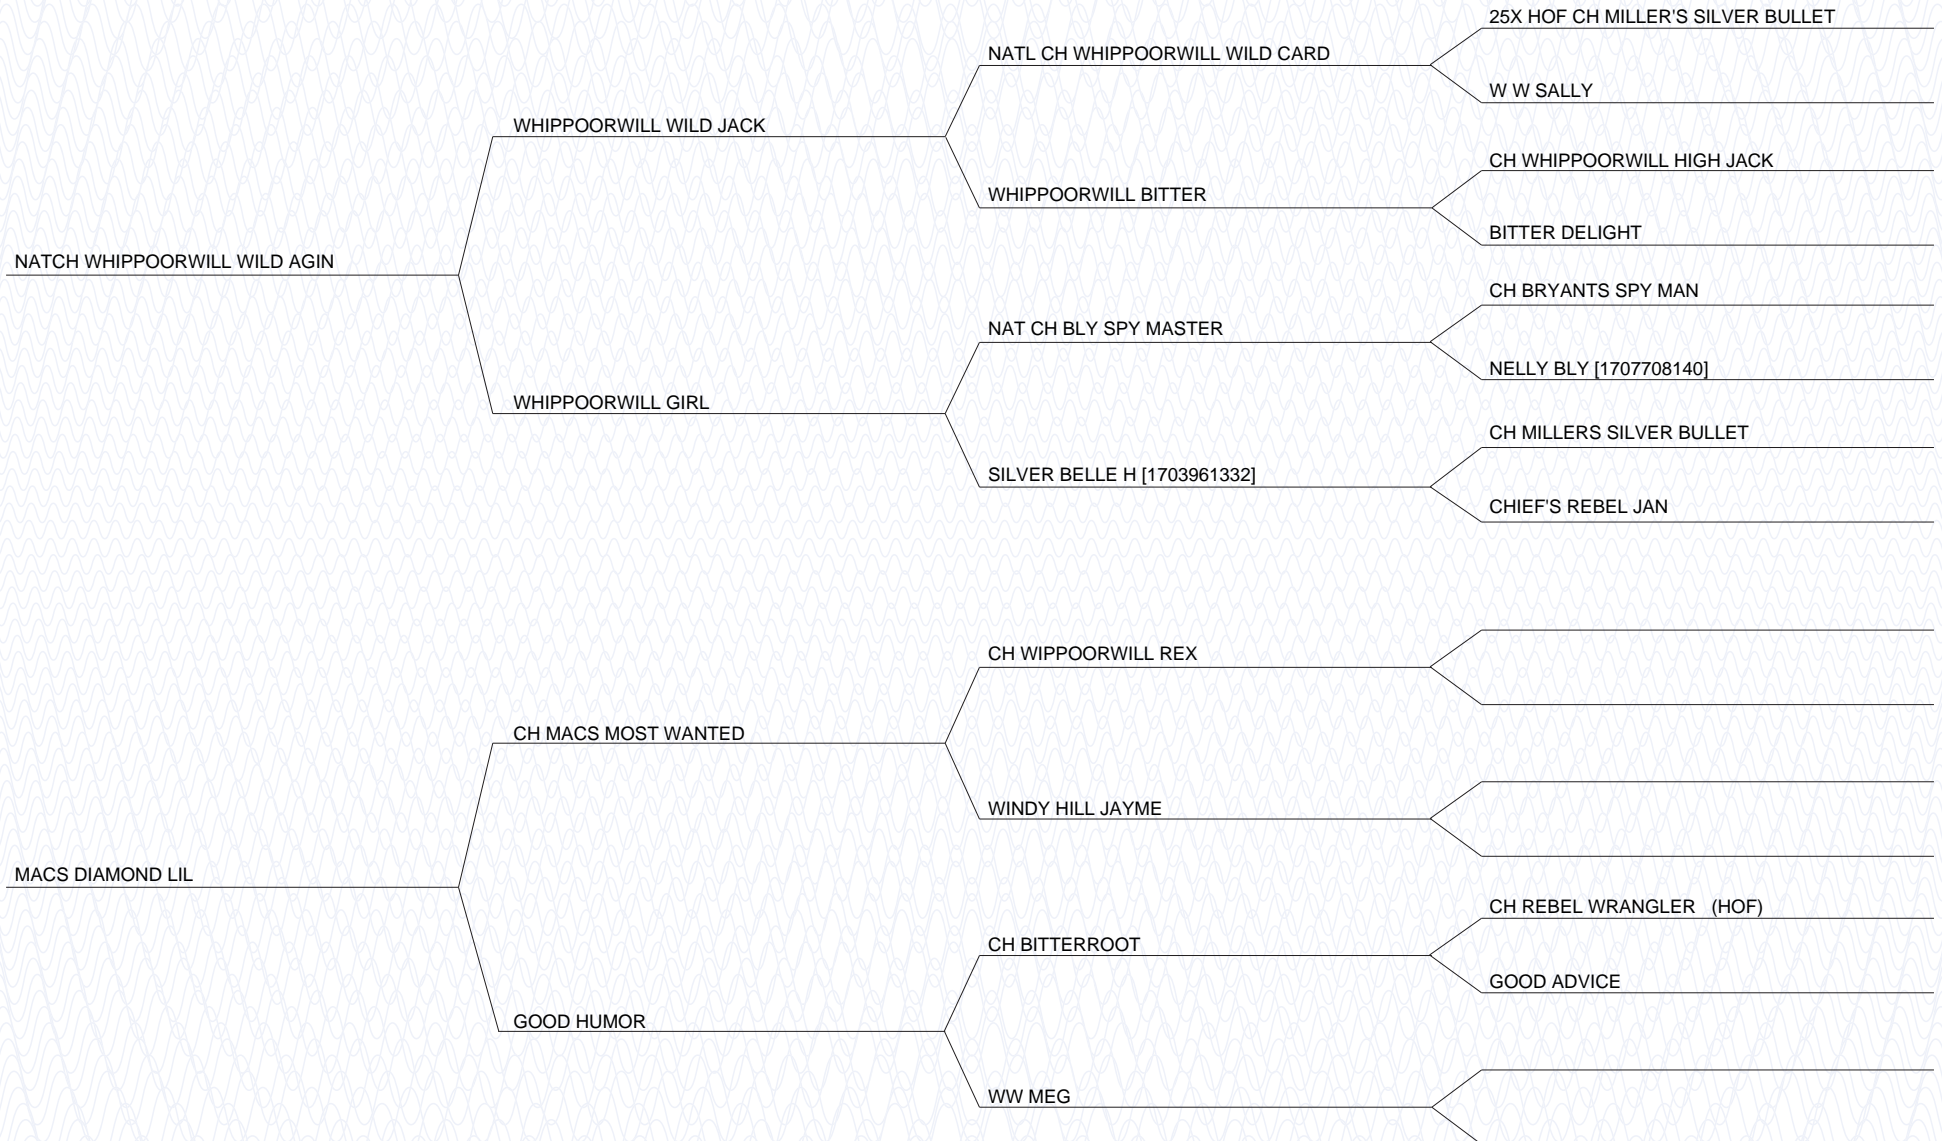 25X HOF CH MILLER'S SILVER BULLET
NATL CH WHIPPOORWILL WILD CARD
W W SALLY
WHIPPOORWILL WILD JACK
CH WHIPPOORWILL HIGH JACK
WHIPPOORWILL BITTER
BITTER DELIGHT
NATCH WHIPPOORWILL WILD AGIN
CH BRYANTS SPY MAN
NAT CH BLY SPY MASTER
NELLY BLY [1707708140]
WHIPPOORWILL GIRL
CH MILLERS SILVER BULLET
SILVER BELLE H [1703961332]
CHIEF'S REBEL JAN
CH WIPPOORWILL REX
CH MACS MOST WANTED
WINDY HILL JAYME
MACS DIAMOND LIL
CH REBEL WRANGLER (HOF)
CH BITTERROOT
GOOD ADVICE
GOOD HUMOR
WW MEG